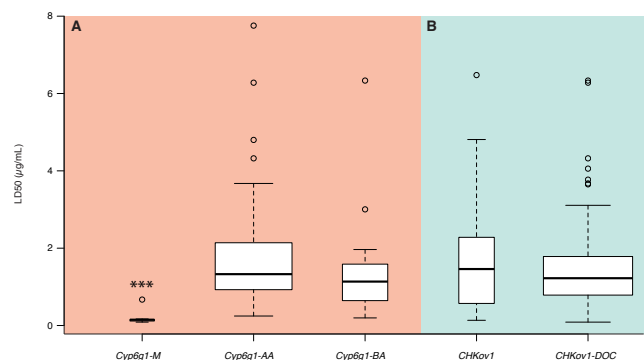 A
B
8
6
4
2
0
LD50 (µg/mL)
***
Cyp6g1-M
Cyp6g1-AA
Cyp6g1-BA
CHKov1
CHKov1-DOC